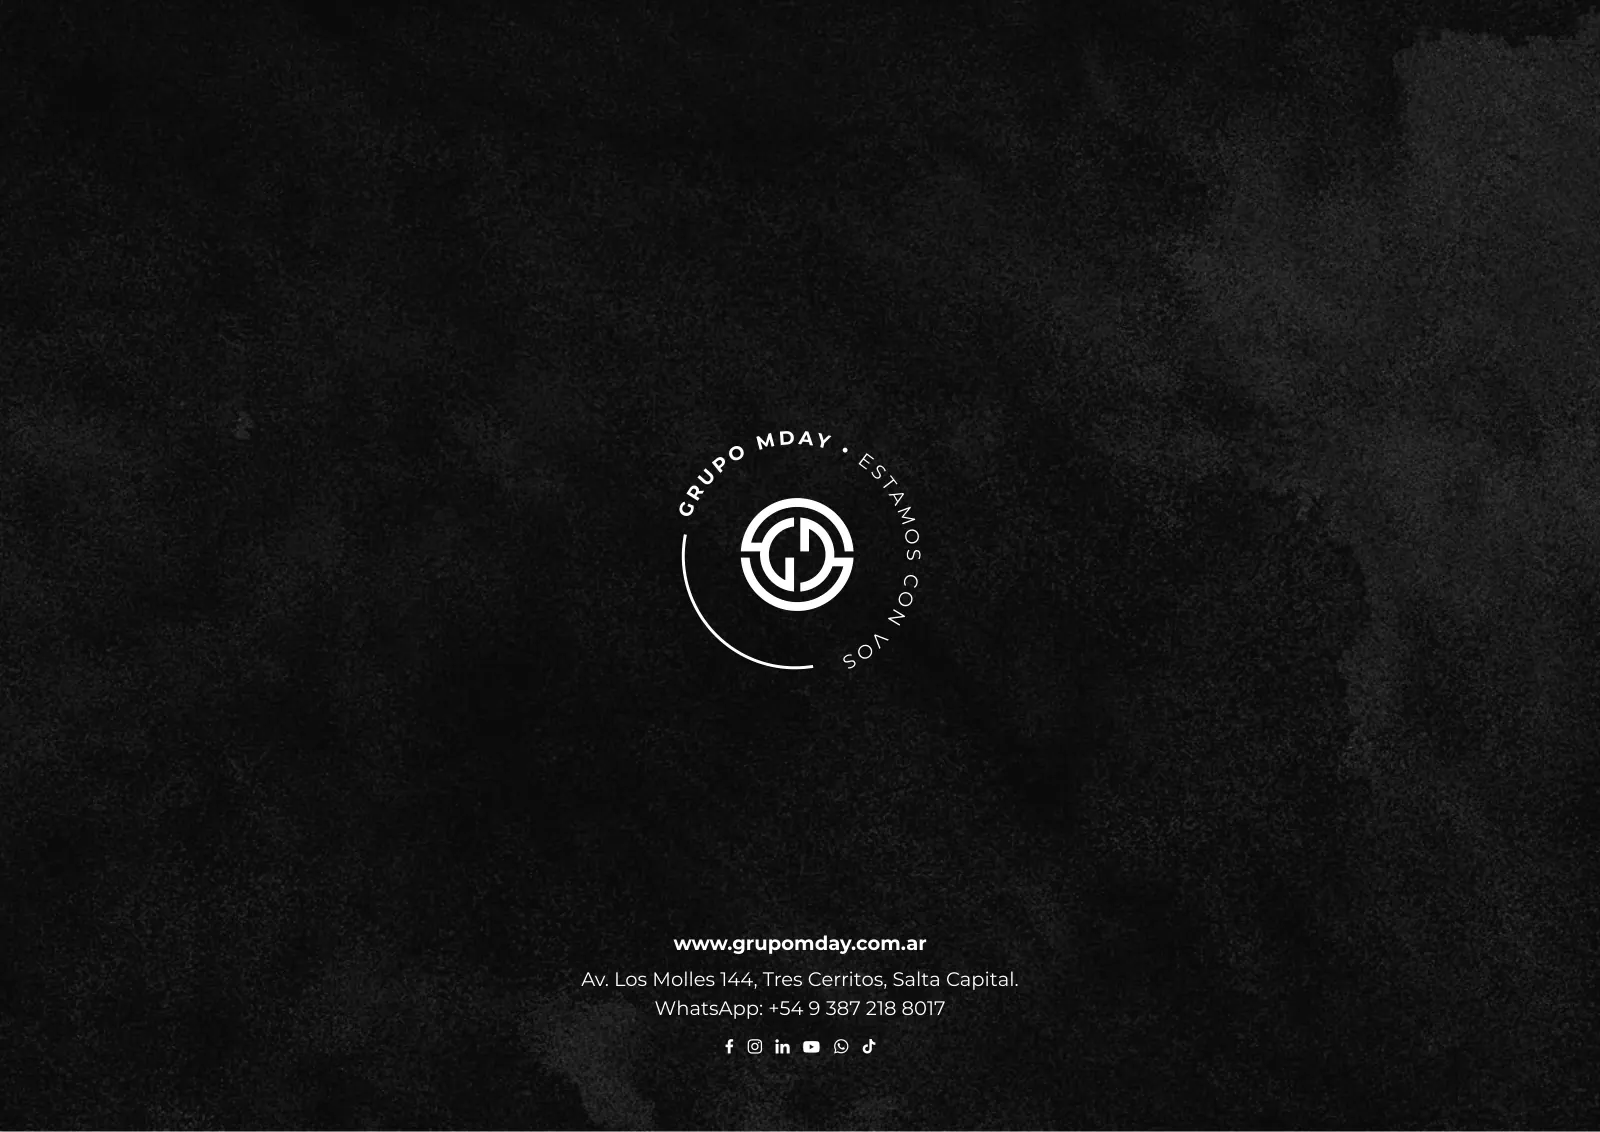 GRUPO MDAY • ESTAMOS CON VOS
www.grupomday.com.ar
Av. Los Molles 144, Tres Cerritos, Salta Capital.
WhatsApp: +54 9 387 218 8017